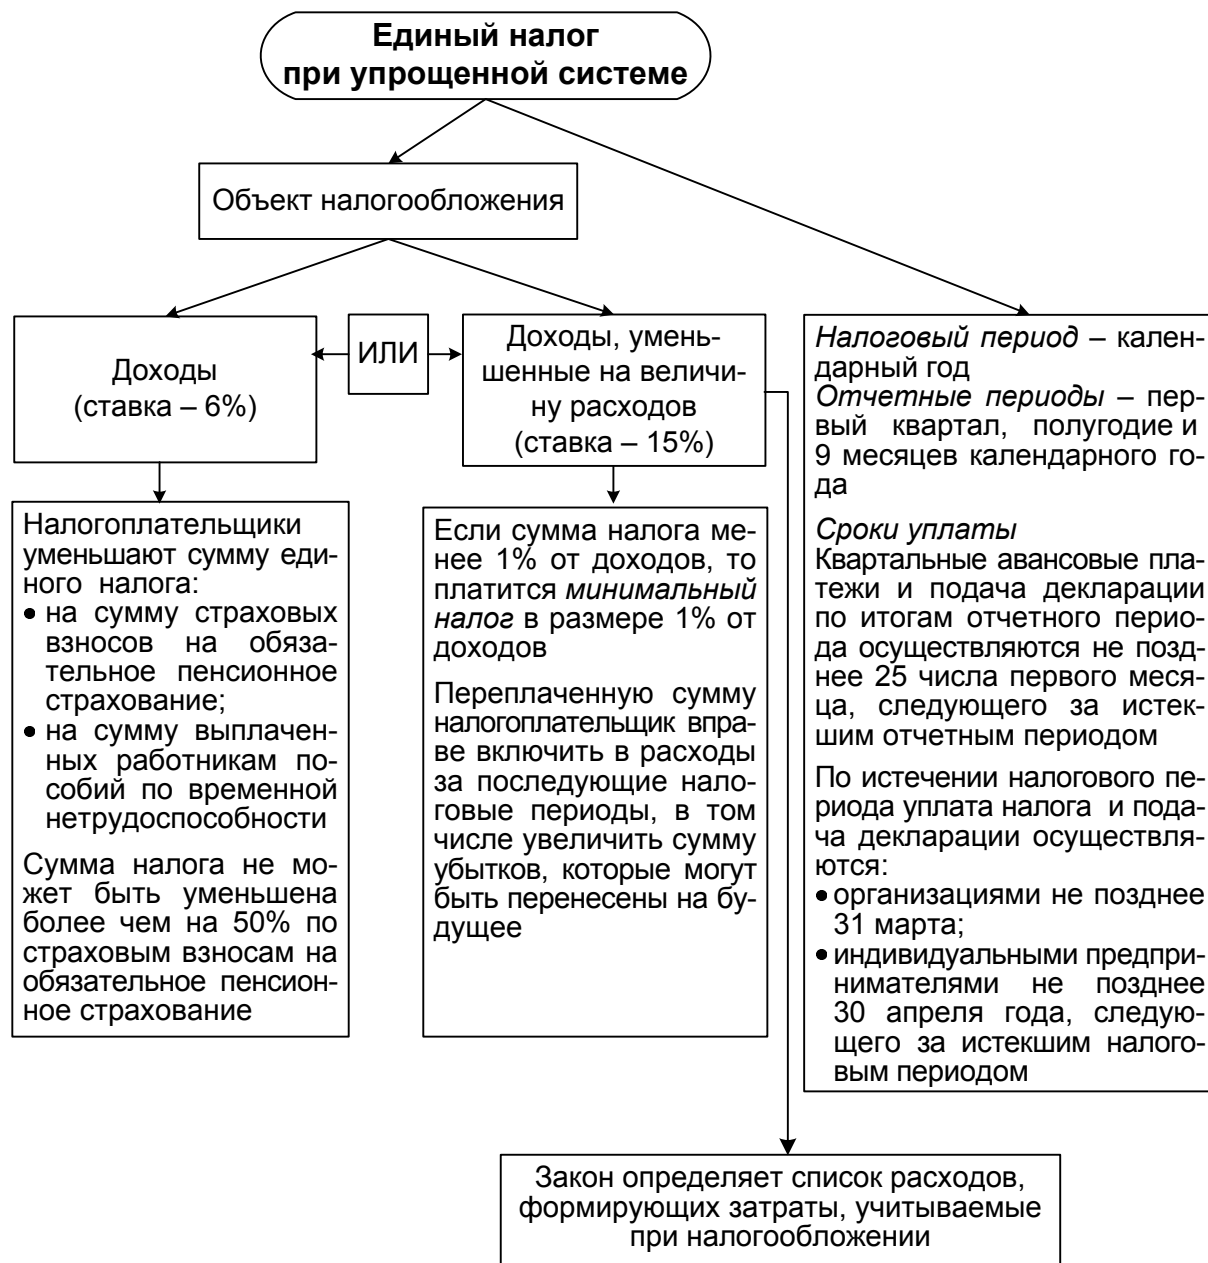 Единый налог
при упрощенной системе
Объект налогообложения
Доходы
(ставка – 6%)
ИЛИ
Доходы, умень-
шенные на величи-
ну расходов
(ставка – 15%)
Налогоплательщики
уменьшают сумму еди-
ного налога:
• на сумму страховых
взносов на обяза-
тельное пенсионное
страхование;
• на сумму выплачен-
ных работникам по-
собий по временной
нетрудоспособности
Сумма налога не мо-
жет быть уменьшена
более чем на 50% по
страховым взносам на
обязательное пенсион-
ное страхование
Если сумма налога ме-
нее 1% от доходов, то
платится минимальный
налог в размере 1% от
доходов
Переплаченную сумму
налогоплательщик впра-
ве включить в расходы
за последующие нало-
говые периоды, в том
числе увеличить сумму
убытков, которые могут
быть перенесены на бу-
дущее
Налоговый период – кален-
дарный год
Отчетные периоды – пер-
вый квартал, полугодие и
9 месяцев календарного го-
да
Сроки уплаты
Квартальные авансовые пла-
тежи и подача декларации
по итогам отчетного перио-
да осуществляются не позд-
нее 25 числа первого меся-
ца, следующего за истек-
шим отчетным периодом
По истечении налогового пе-
риода уплата налога и пода-
ча декларации осуществля-
ются:
• организациями не позднее
31 марта;
• индивидуальными предпри-
нимателями не позднее
30 апреля года, следую-
щего за истекшим налого-
вым периодом
Закон определяет список расходов,
формирующих затраты, учитываемые
при налогообложении